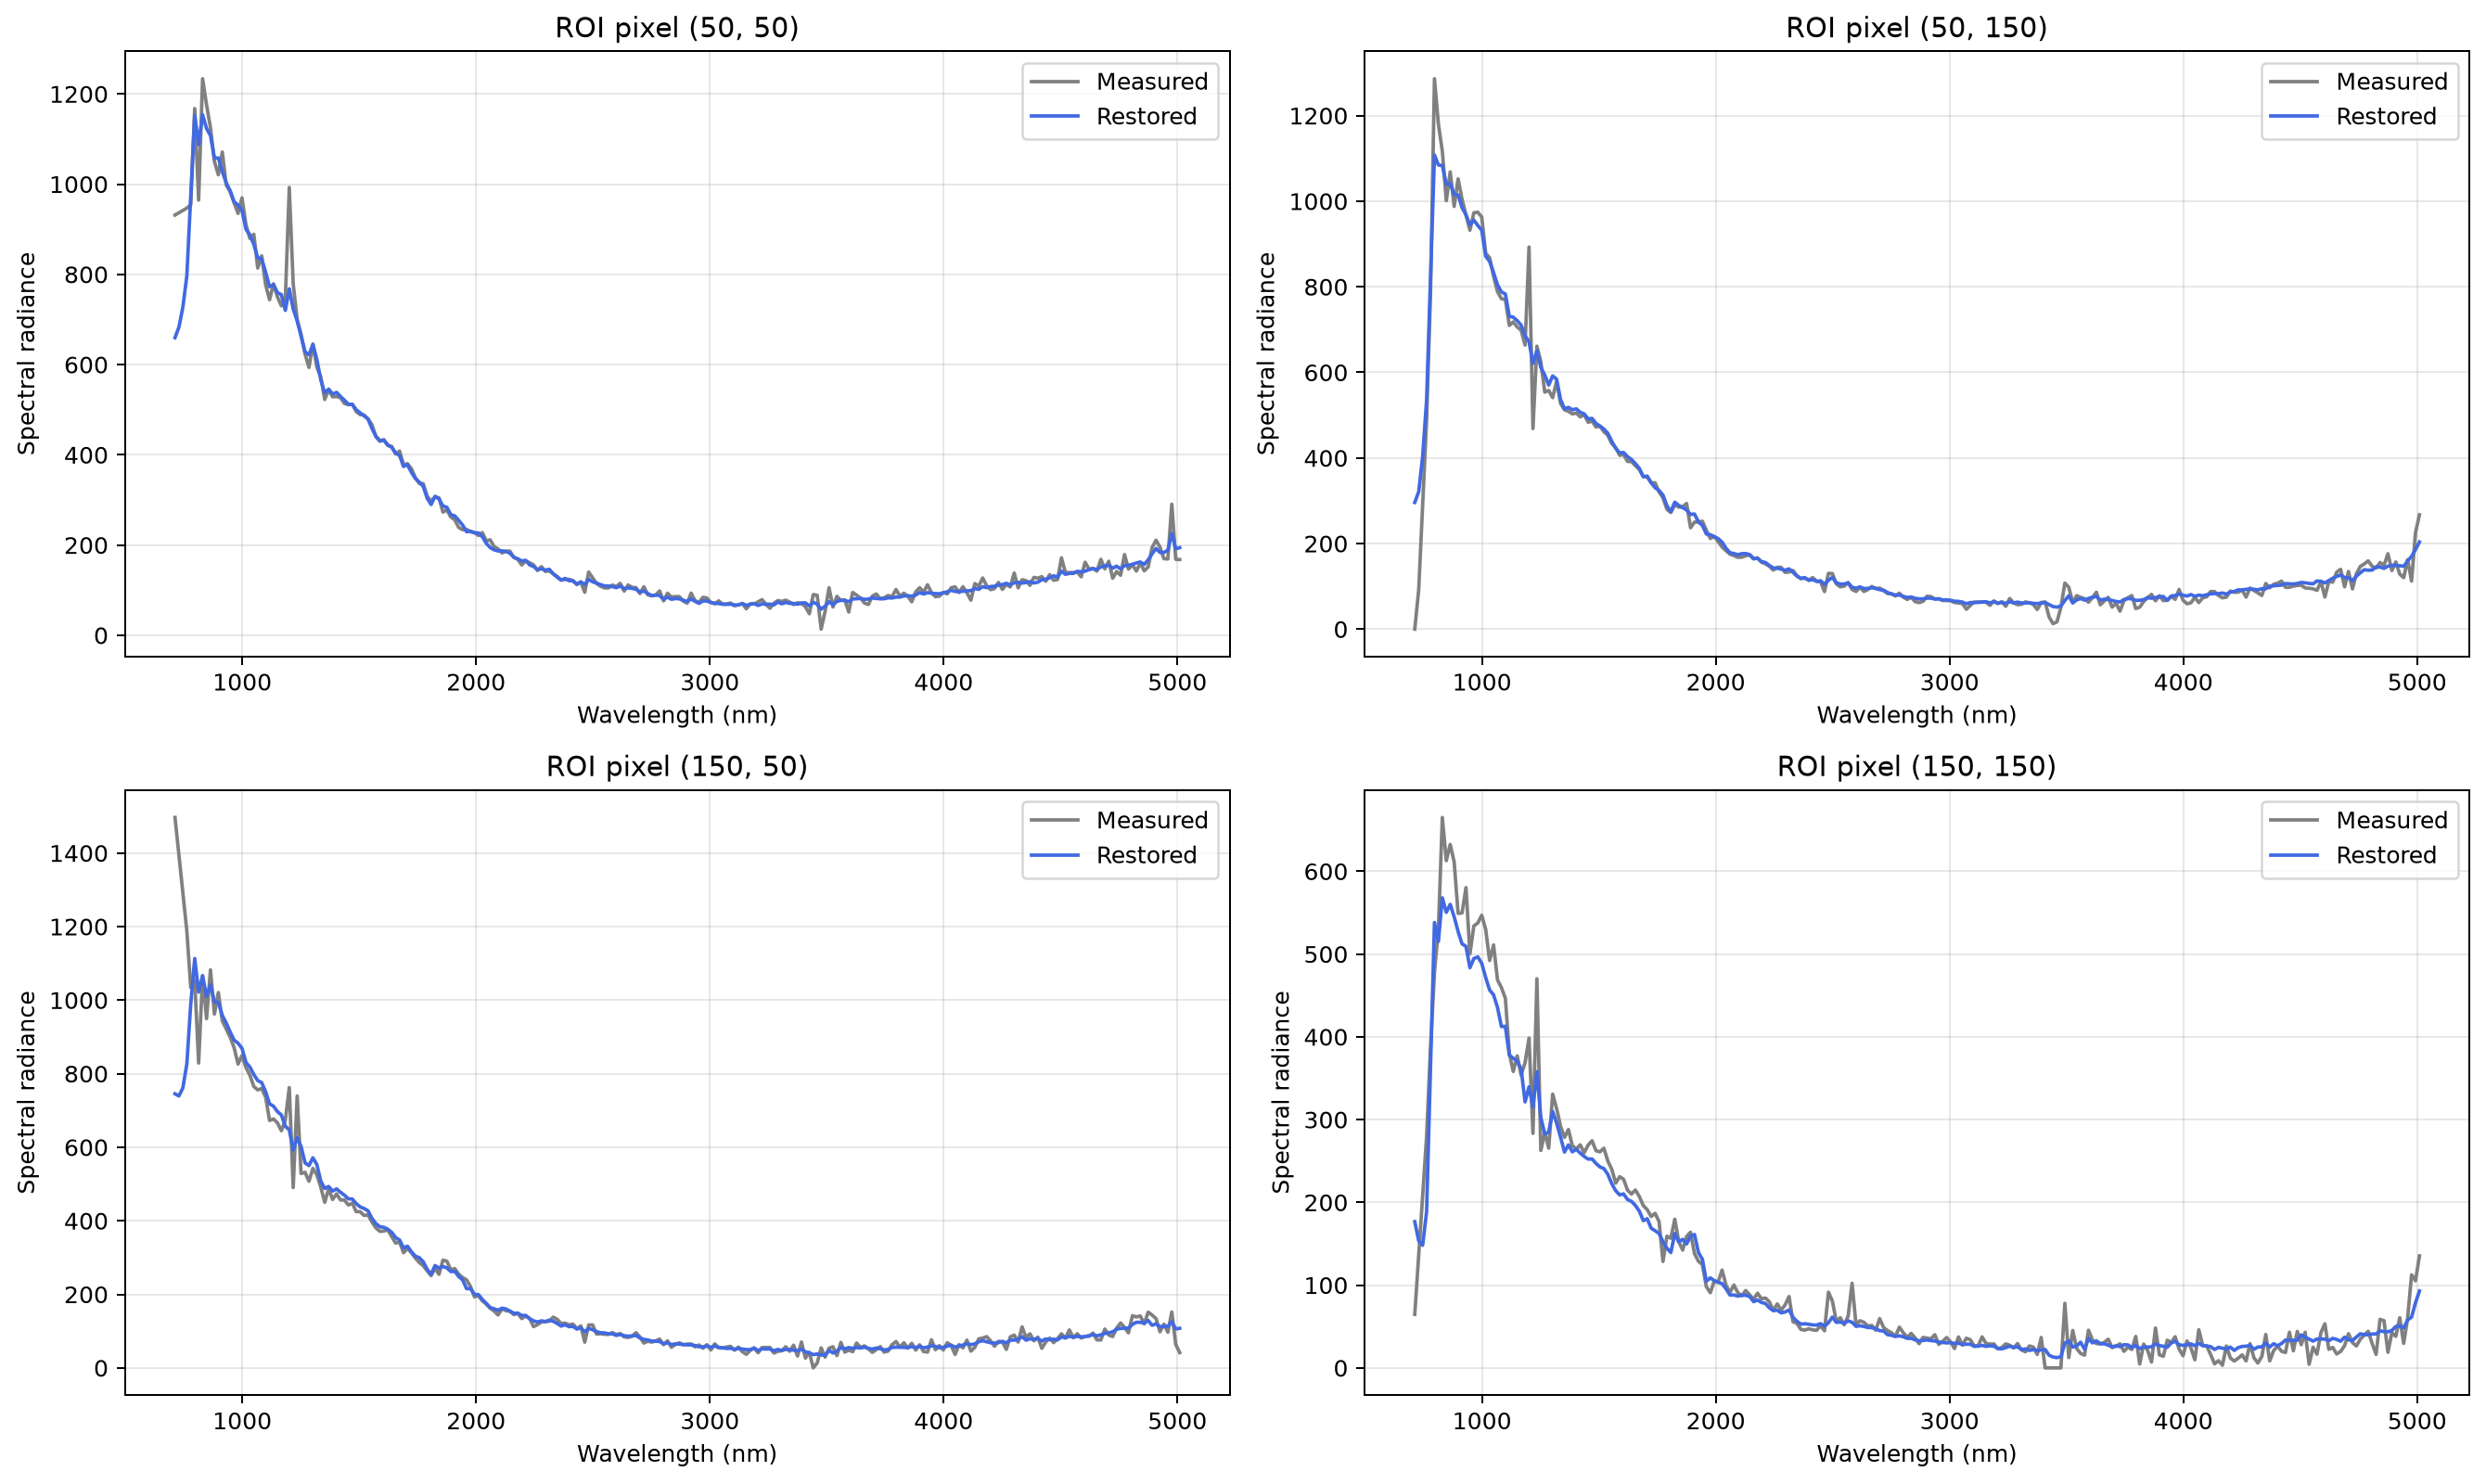 ROI pixel (50, 50)
1200
1000
800
600
400
200
0
Spectral radiance
Measured
Restored
1000 2000 3000 4000 5000
Wavelength (nm)
ROI pixel (50, 150)
1200
1000
800
600
400
200
0
Spectral radiance
Measured
Restored
1000 2000 3000 4000 5000
Wavelength (nm)
ROI pixel (150, 50)
1400
1200
1000
800
600
400
200
0
Spectral radiance
Measured
Restored
1000 2000 3000 4000 5000
Wavelength (nm)
ROI pixel (150, 150)
600
500
400
300
200
100
0
Spectral radiance
Measured
Restored
1000 2000 3000 4000 5000
Wavelength (nm)